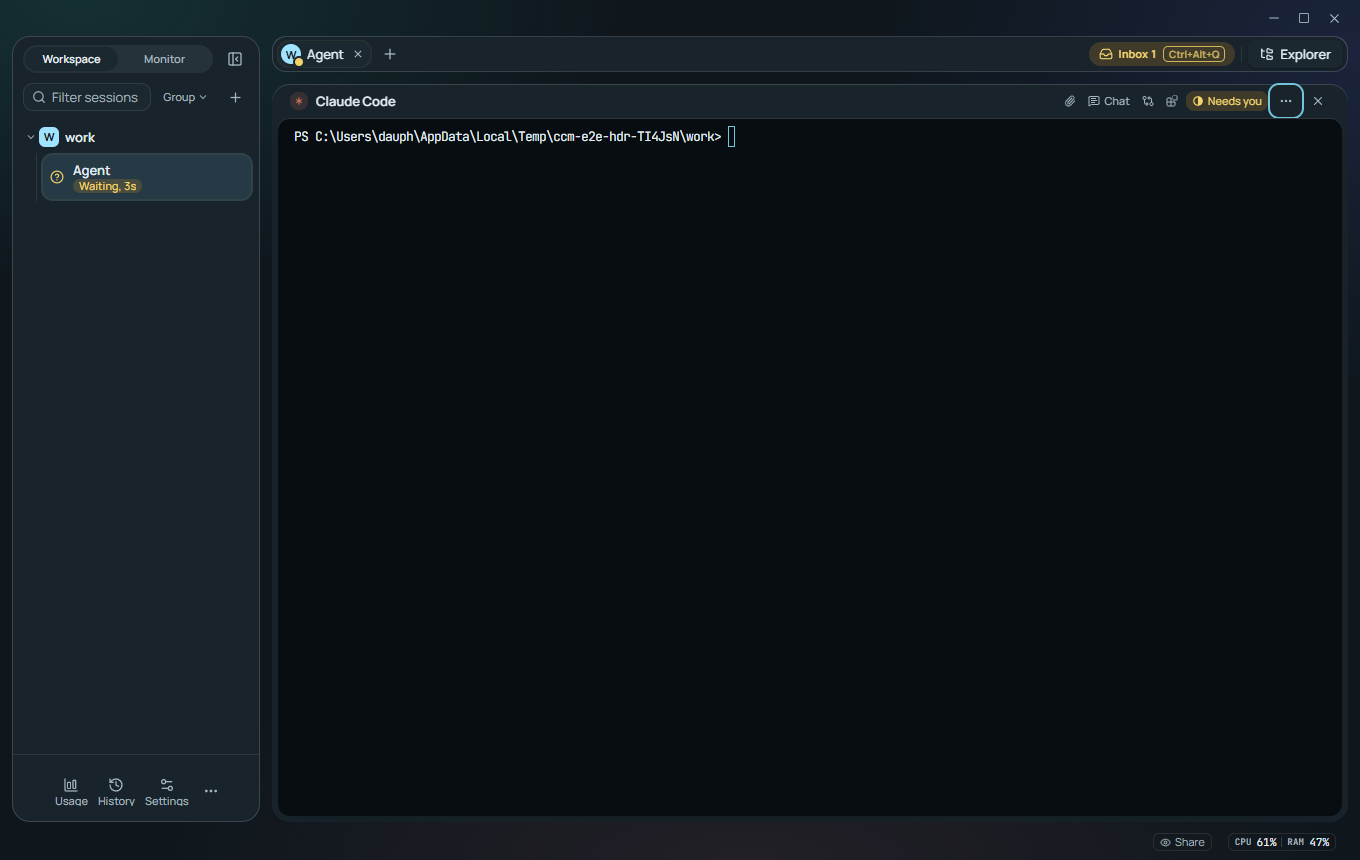 Workspace Monitor
Filter sessions Group
W work
Agent
Waiting, 3s
Usage History Settings
W Agent
Inbox 1 Ctrl+Alt+Q Explorer
Claude Code
Chat Needs you
PS C:\Users\dauph\AppData\Local\Temp\ccm-e2e-hdr-TI4JsN\work>
Share CPU 61% RAM 47%